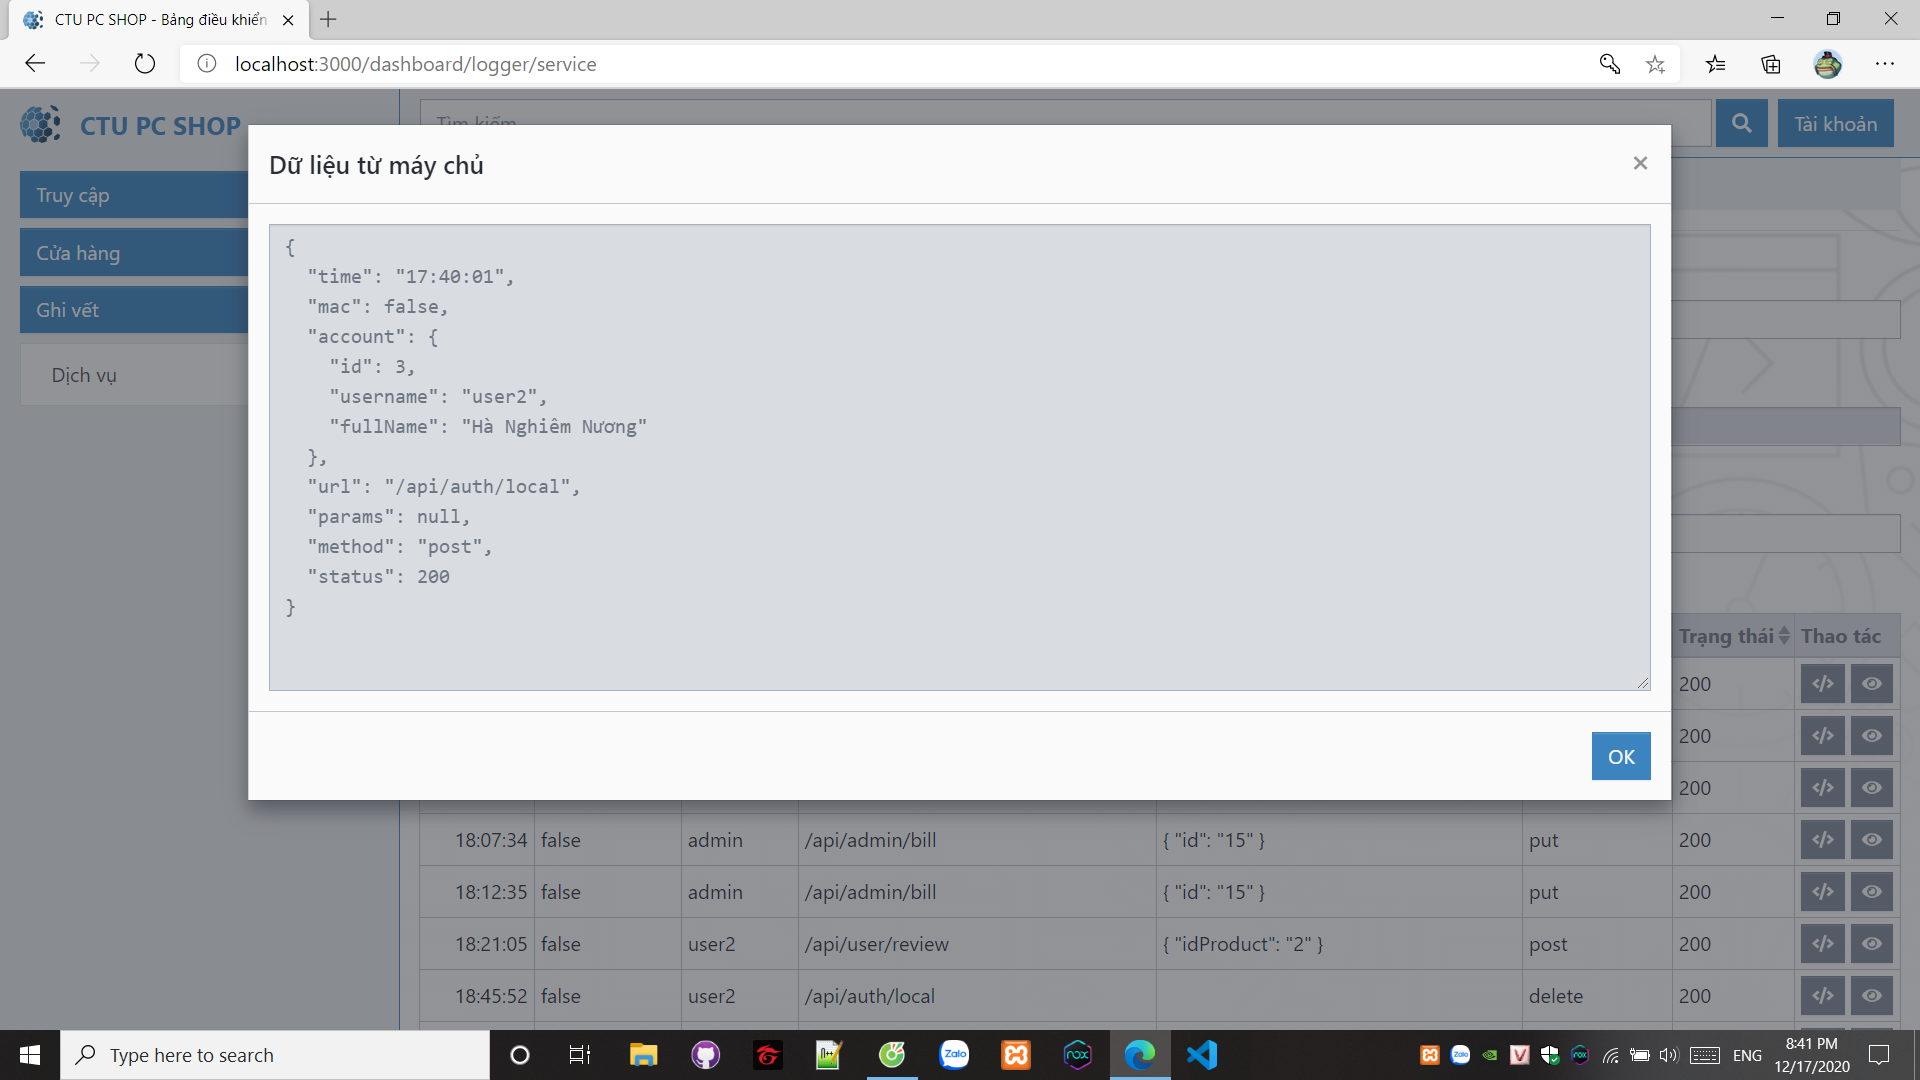 CTU PC SHOP - Bảng điều khiển
localhost:3000/dashboard/logger/service
CTU PC SHOP
Tìm kiếm
Tài khoản
Truy cập
Cửa hàng
Ghi vết
Dịch vụ
Dữ liệu từ máy chủ
{
"time": "17:40:01",
"mac": false,
"account": {
"id": 3,
"username": "user2",
"fullName": "Hà Nghiêm Nương"
},
"url": "/api/auth/local",
"params": null,
"method": "post",
"status": 200
}
OK
Trạng thái Thao tác
200
200
200
18:07:34 false admin /api/admin/bill { "id": "15" } put 200
18:12:35 false admin /api/admin/bill { "id": "15" } put 200
18:21:05 false user2 /api/user/review { "idProduct": "2" } post 200
18:45:52 false user2 /api/auth/local delete 200
Type here to search
Zalo
nox
ENG
8:41 PM
12/17/2020